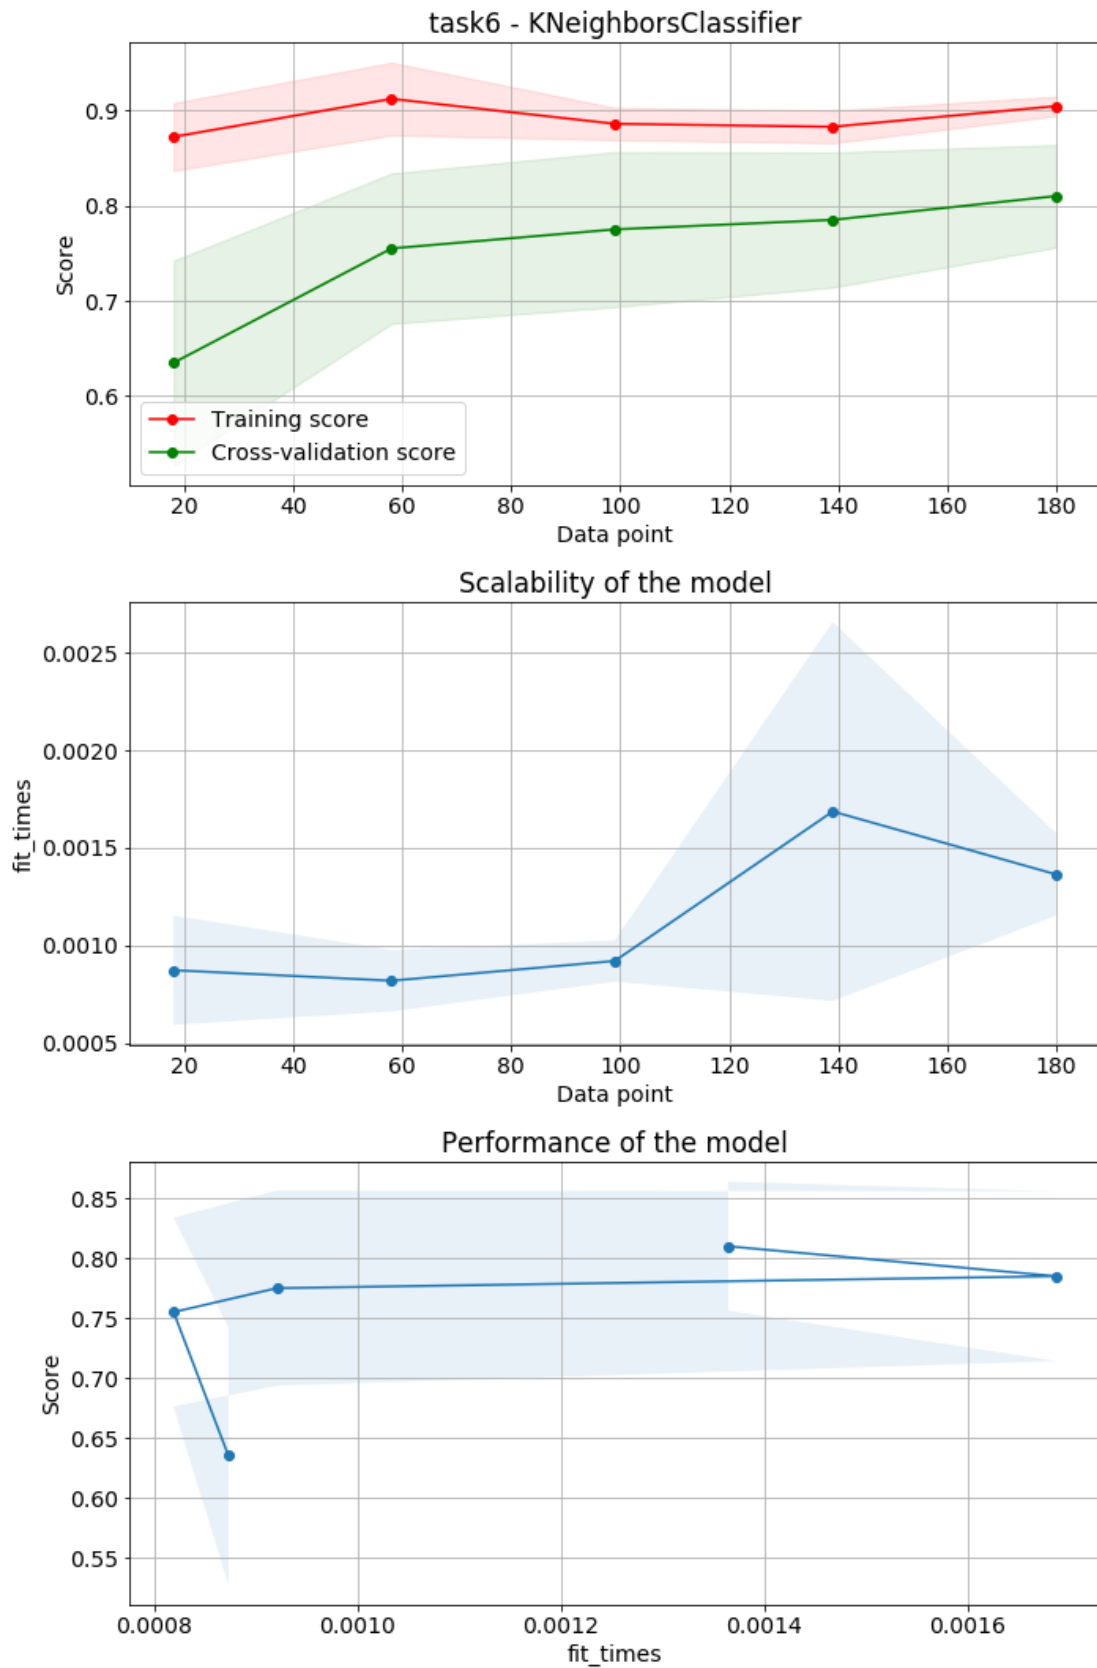 task6 - KNeighborsClassifier
0.9
0.8
0.7
0.6
Score
Training score
Cross-validation score
20 40 60 80 100 120 140 160 180
Data point
Scalability of the model
0.0025
0.0020
0.0015
0.0010
0.0005
fit_times
20 40 60 80 100 120 140 160 180
Data point
Performance of the model
0.85
0.80
0.75
0.70
0.65
0.60
0.55
Score
0.0008 0.0010 0.0012 0.0014 0.0016
fit_times